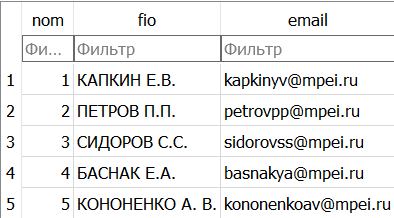 nom fio email
Фи... Фильтр Фильтр
1 1 КАПКИН Е.В. kapkinyv@mpei.ru
2 2 ПЕТРОВ П.П. petrovpp@mpei.ru
3 3 СИДОРОВ С.С. sidorovss@mpei.ru
4 4 БАСНАК Е.А. basnakya@mpei.ru
5 5 КОНОНЕНКО А. В. kononenkoav@mpei.ru